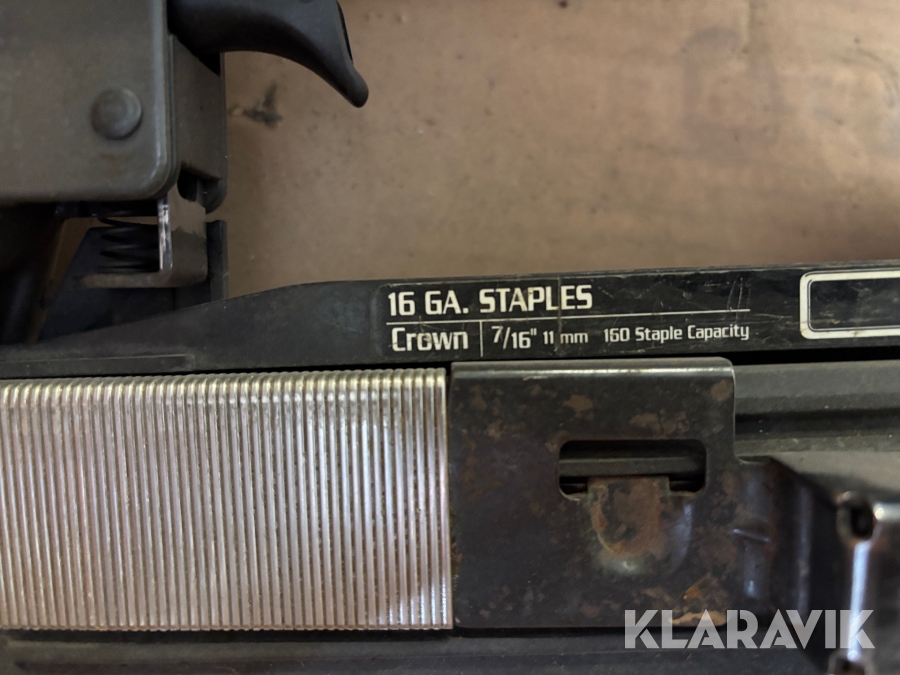 16 GA. STAPLES
Crown 7/16" 11 mm 160 Staple Capacity
KLARAVIK